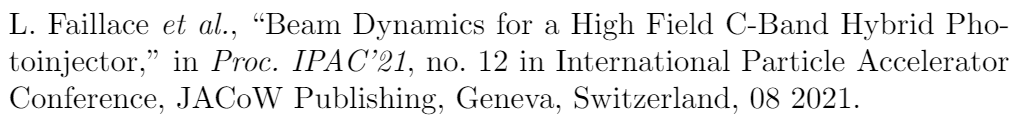 L. Faillace et al., “Beam Dynamics for a High Field C-Band Hybrid Pho-
toinjector,” in Proc. IPAC’21, no. 12 in International Particle Accelerator
Conference, JACoW Publishing, Geneva, Switzerland, 08 2021.